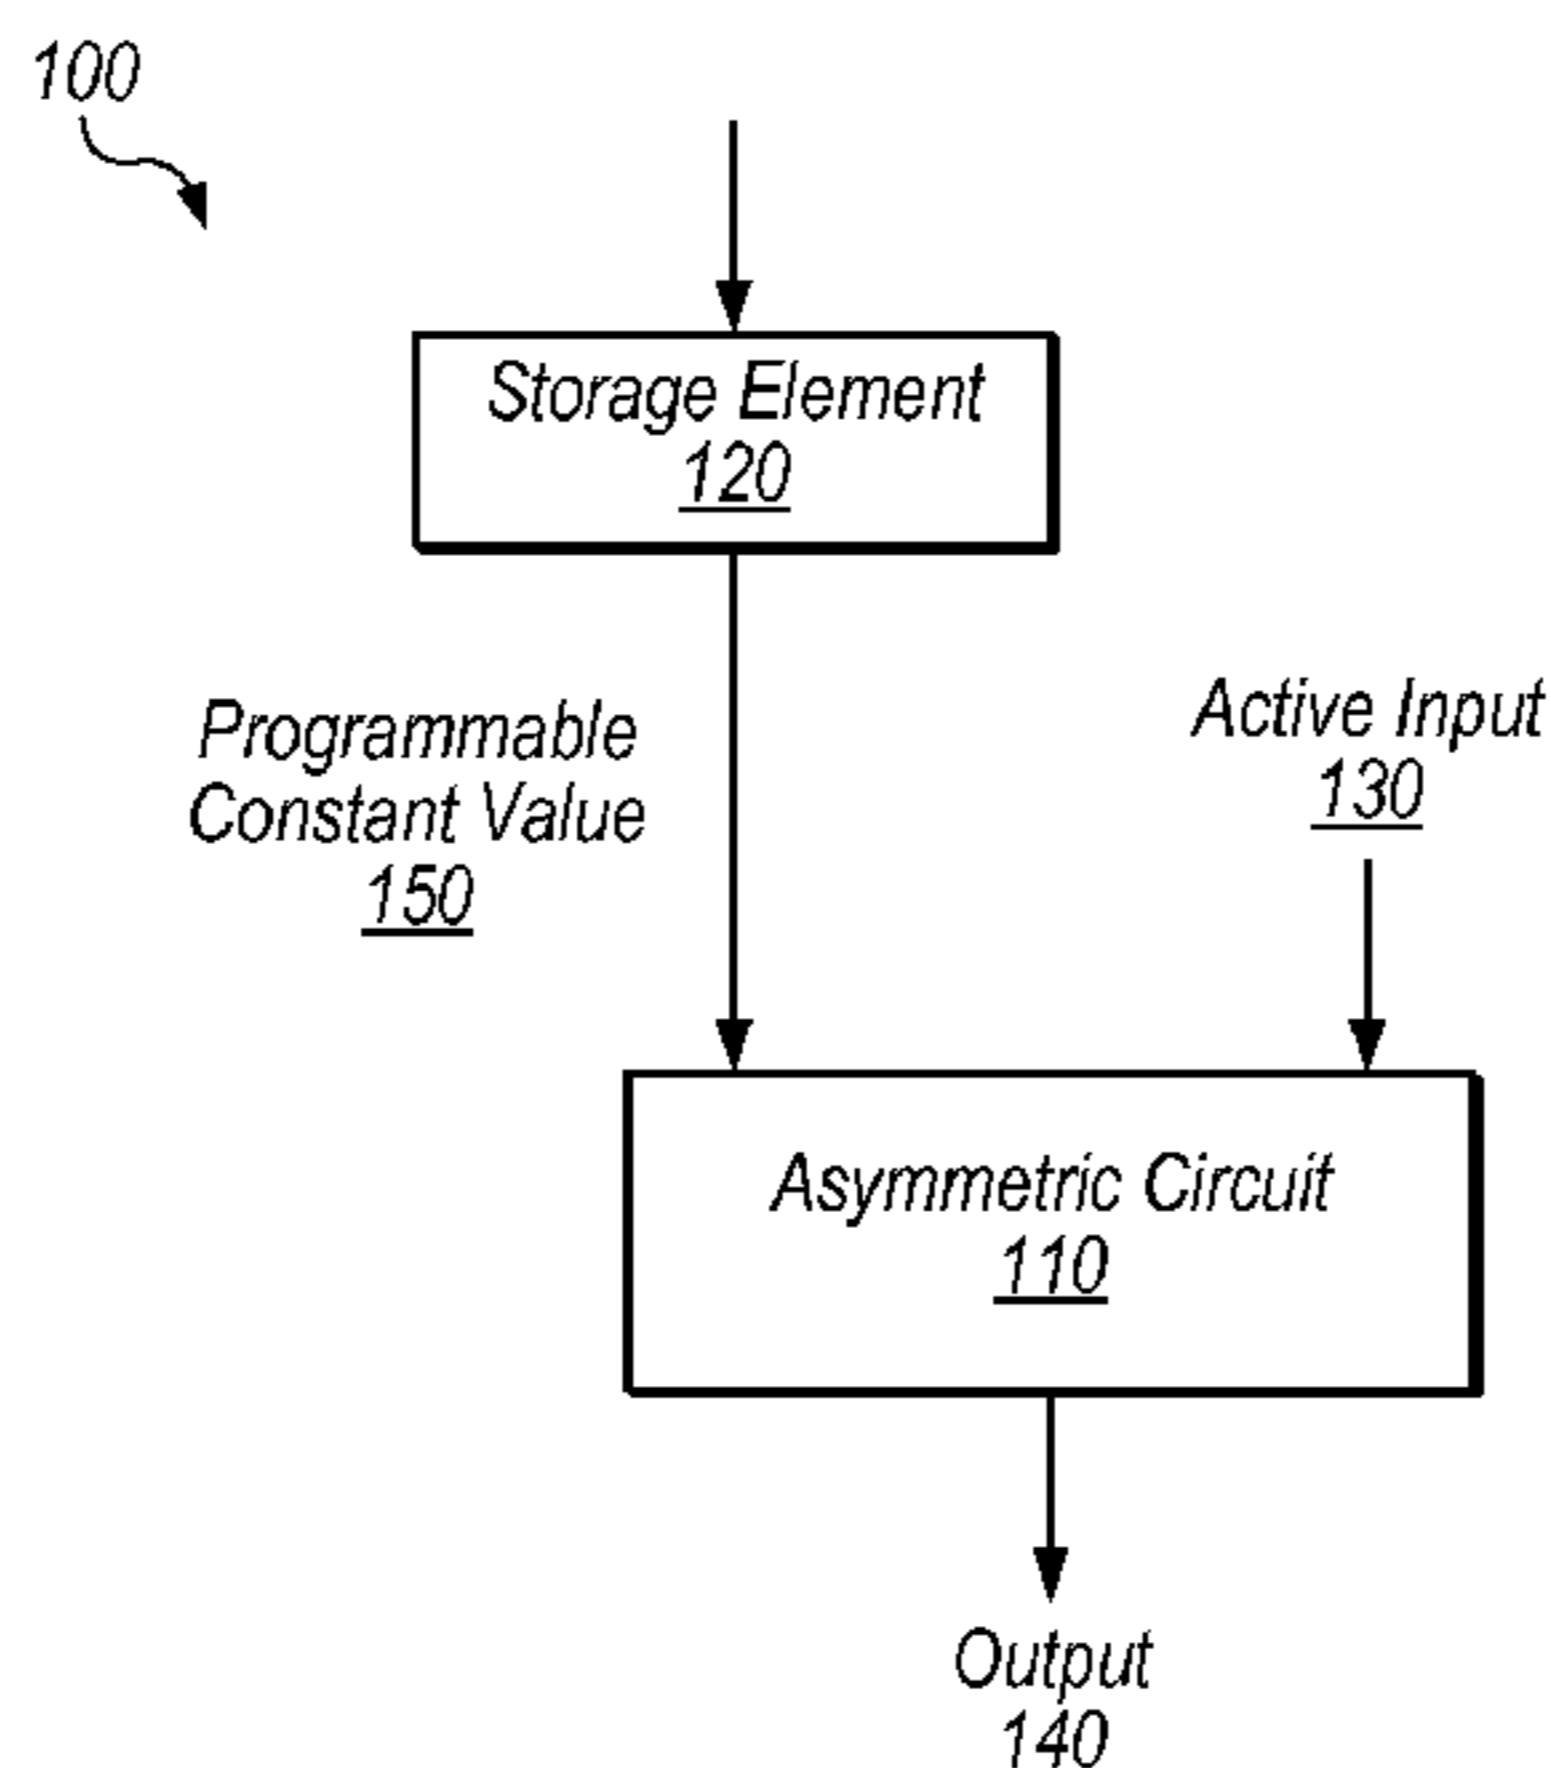 100
Storage Element
120
Programmable
Constant Value
150
Active Input
130
Asymmetric Circuit
110
Output
140